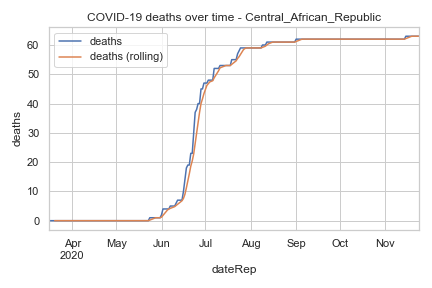 COVID-19 deaths over time - Central_African_Republic
deaths
deaths (rolling)
60
50
40
30
20
10
0
deaths
Apr May Jun Jul Aug Sep Oct Nov
2020
dateRep